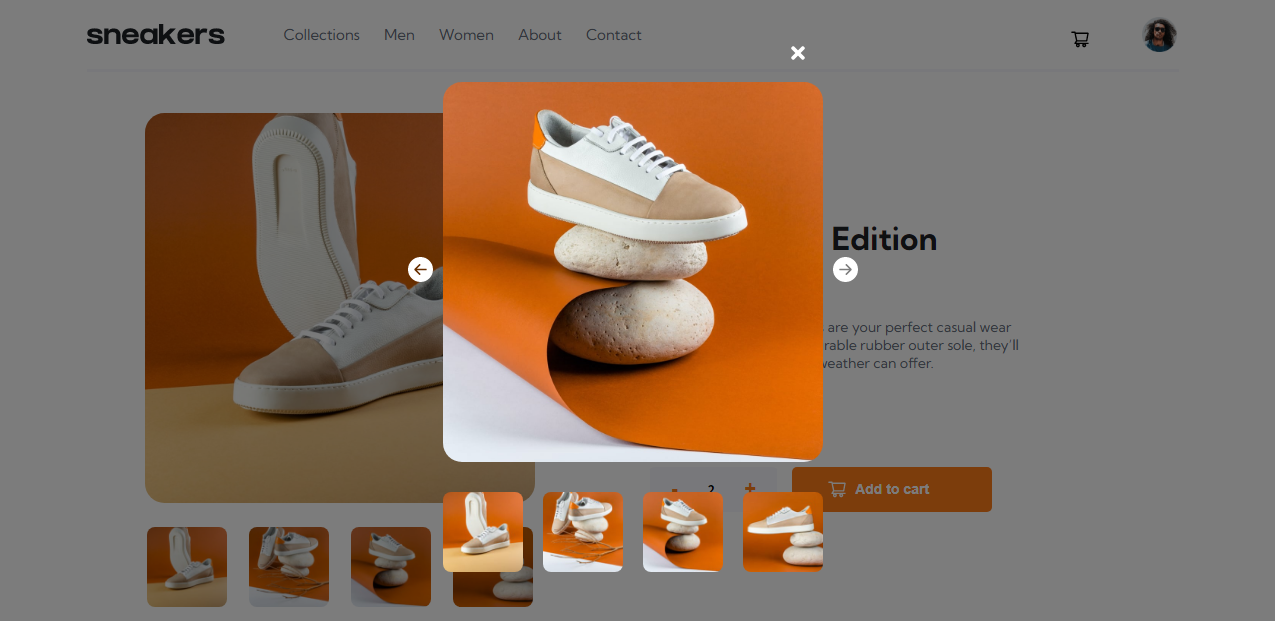 sneakers Collections Men Women About Contact
Edition
are your perfect casual wear
rable rubber outer sole, they'll
weather can offer.
- 2 + Add to cart